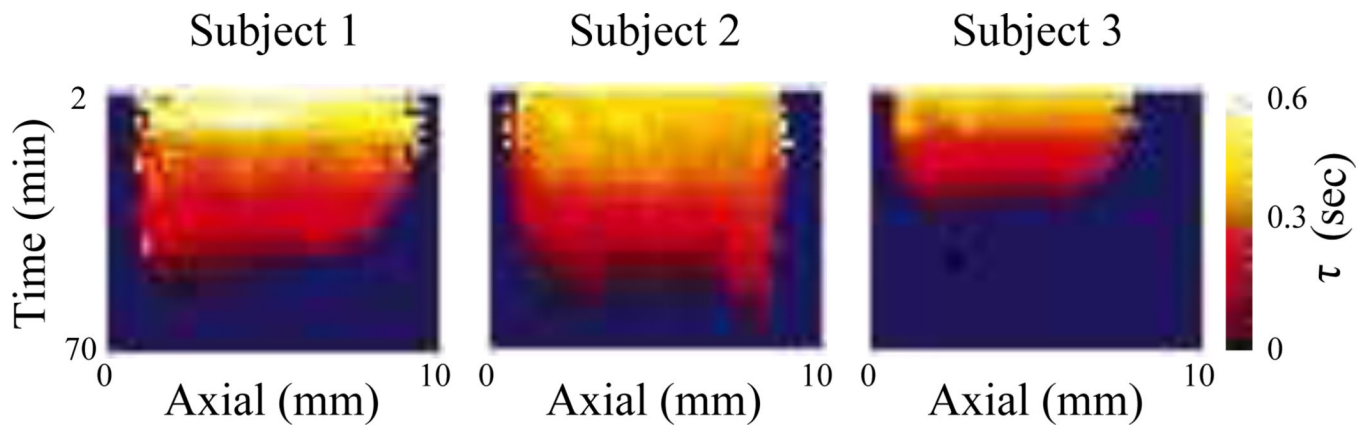 Subject 1 Subject 2 Subject 3
2 0.6
Time (min)
0.3
τ (sec)
70 0
0 10 0 10 0 10
Axial (mm) Axial (mm) Axial (mm)